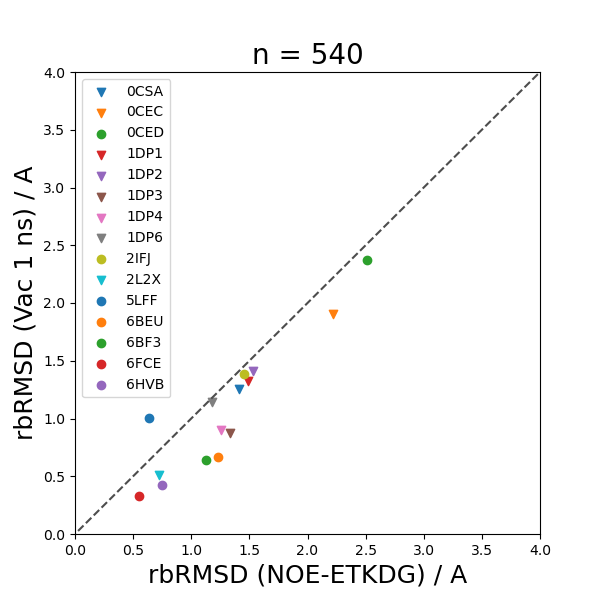 n = 540
rbRMSD (Vac 1 ns) / A
4.0
3.5
3.0
2.5
2.0
1.5
1.0
0.5
0.0
0CSA
0CEC
0CED
1DP1
1DP2
1DP3
1DP4
1DP6
2IFJ
2L2X
5LFF
6BEU
6BF3
6FCE
6HVB
0.0 0.5 1.0 1.5 2.0 2.5 3.0 3.5 4.0
rbRMSD (NOE-ETKDG) / A